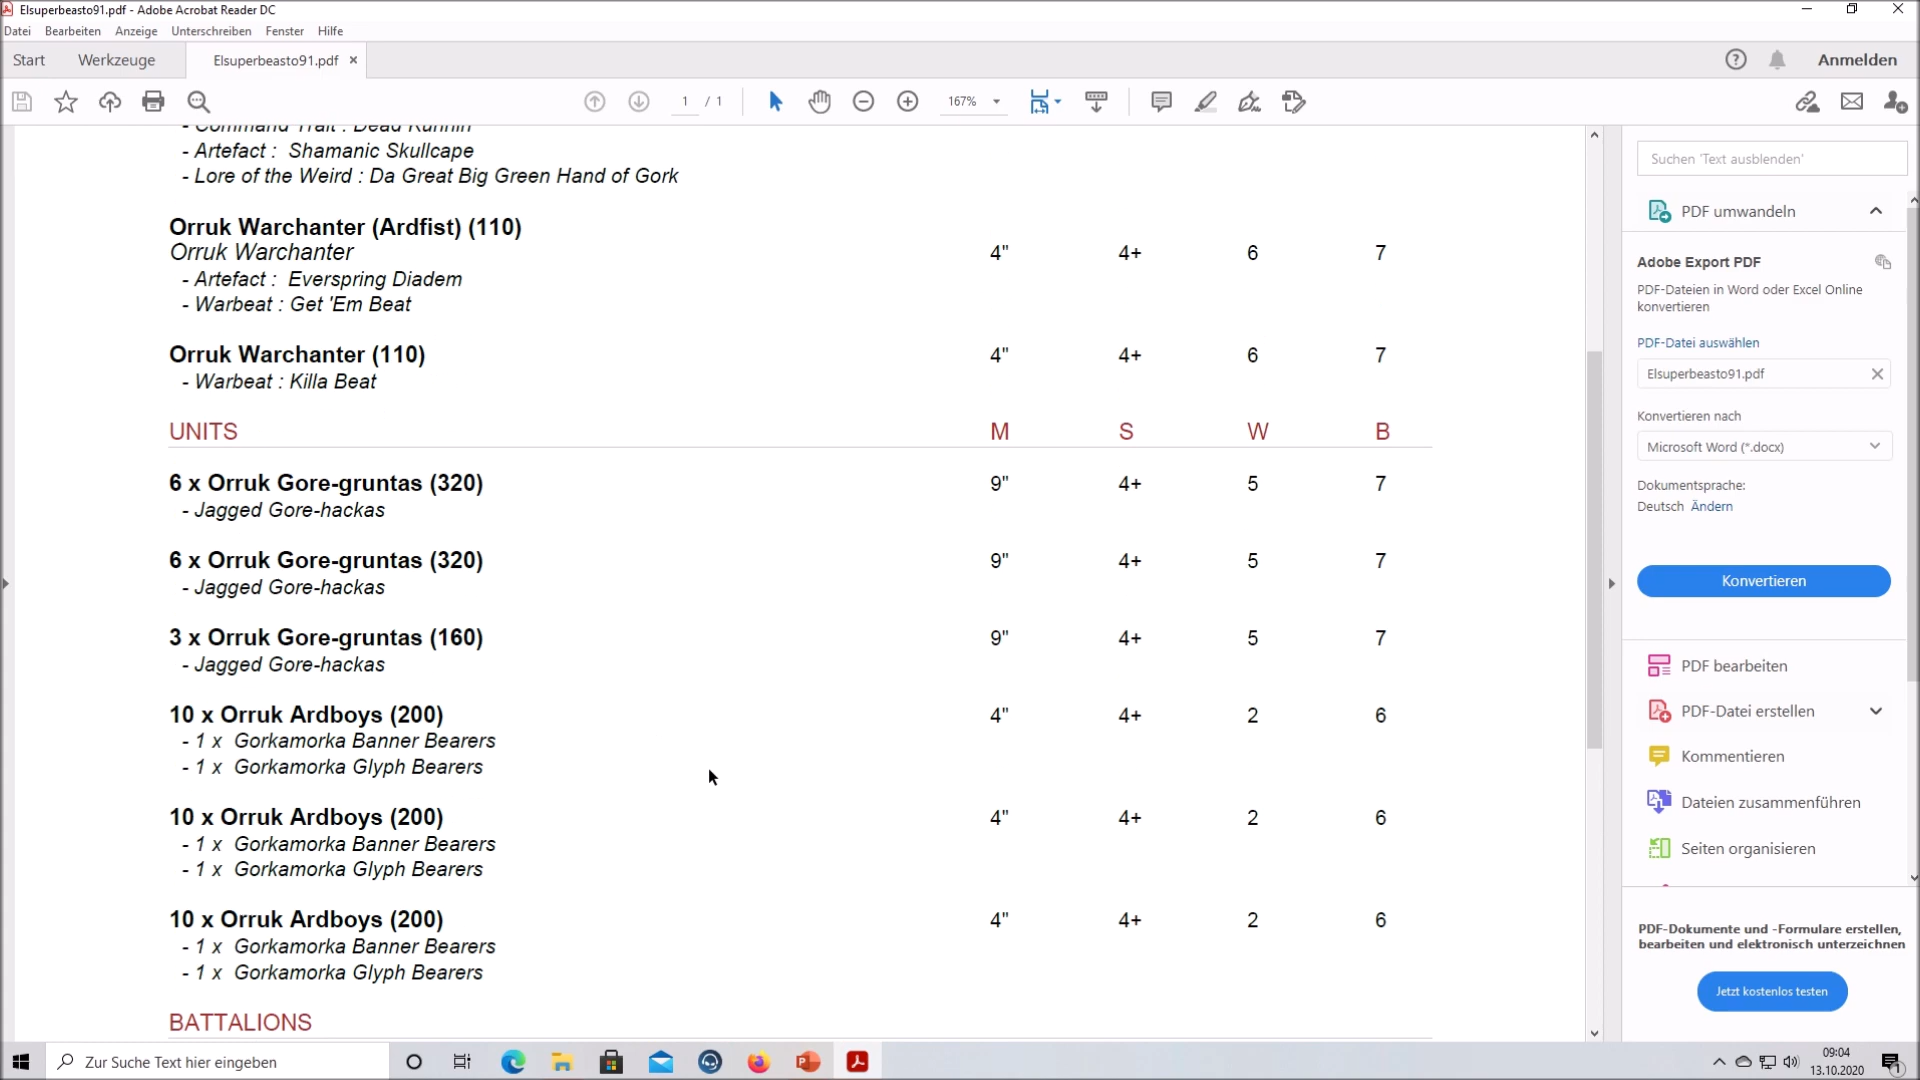 Elsuperbeasto91.pdf - Adobe Acrobat Reader DC
Datei Bearbeiten Anzeige Unterschreiben Fenster Hilfe
Start Werkzeuge Elsuperbeasto91.pdf Anmelden
1 / 1 167%
- Command Trait : Dead Kunnin
- Artefact : Shamanic Skullcape
- Lore of the Weird : Da Great Big Green Hand of Gork
Orruk Warchanter (Ardfist) (110)
Orruk Warchanter 4" 4+ 6 7
- Artefact : Everspring Diadem
- Warbeat : Get 'Em Beat
Orruk Warchanter (110) 4" 4+ 6 7
- Warbeat : Killa Beat
UNITS M S W B
6 x Orruk Gore-gruntas (320) 9" 4+ 5 7
- Jagged Gore-hackas
6 x Orruk Gore-gruntas (320) 9" 4+ 5 7
- Jagged Gore-hackas
3 x Orruk Gore-gruntas (160) 9" 4+ 5 7
- Jagged Gore-hackas
10 x Orruk Ardboys (200) 4" 4+ 2 6
- 1 x Gorkamorka Banner Bearers
- 1 x Gorkamorka Glyph Bearers
10 x Orruk Ardboys (200) 4" 4+ 2 6
- 1 x Gorkamorka Banner Bearers
- 1 x Gorkamorka Glyph Bearers
10 x Orruk Ardboys (200) 4" 4+ 2 6
- 1 x Gorkamorka Banner Bearers
- 1 x Gorkamorka Glyph Bearers
BATTALIONS
Suchen 'Text ausblenden'
PDF umwandeln
Adobe Export PDF
PDF-Dateien in Word oder Excel Online
konvertieren
PDF-Datei auswählen
Elsuperbeasto91.pdf
Konvertieren nach
Microsoft Word (*.docx)
Dokumentsprache:
Deutsch Ändern
Konvertieren
PDF bearbeiten
PDF-Datei erstellen
Kommentieren
Dateien zusammenführen
Seiten organisieren
PDF-Dokumente und -Formulare erstellen,
bearbeiten und elektronisch unterzeichnen
Jetzt kostenlos testen
Zur Suche Text hier eingeben
09:04
13.10.2020
1